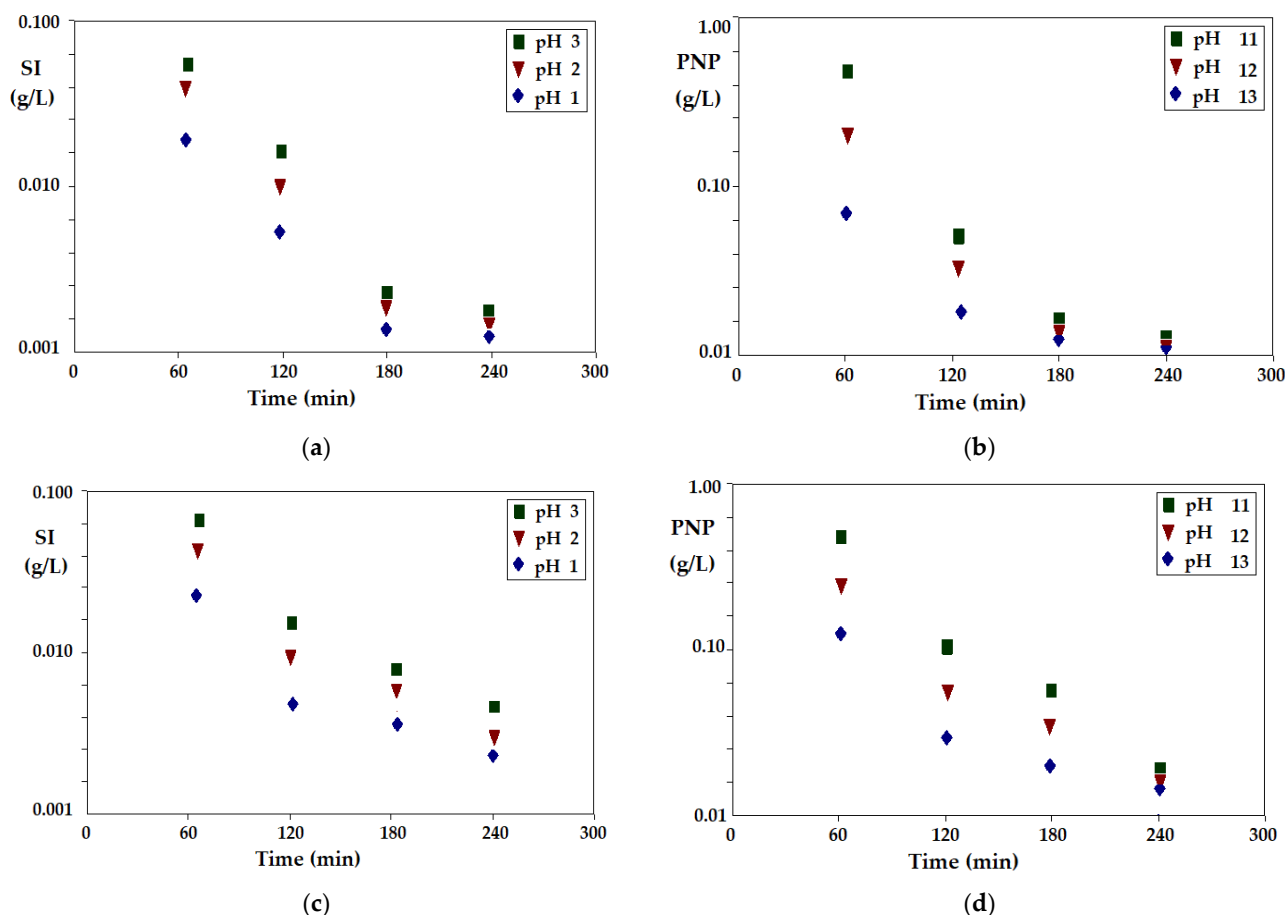 0.100
SI
(g/L)
0.010
0.001
pH 3
pH 2
pH 1
0 60 120 180 240 300
Time (min)
(a)
1.00
PNP
(g/L)
0.10
0.01
pH 11
pH 12
pH 13
0 60 120 180 240 300
Time (min)
(b)
0.100
SI
(g/L)
0.010
0.001
pH 3
pH 2
pH 1
0 60 120 180 240 300
Time (min)
(c)
1.00
PNP
(g/L)
0.10
0.01
pH 11
pH 12
pH 13
0 60 120 180 240 300
Time (min)
(d)